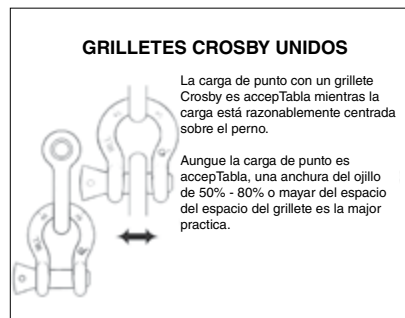 GRILLETES CROSBY UNIDOS
La carga de punto con un grillete
Crosby es accepTabla mientras la
carga está razonablemente centrada
sobre el perno.
Aungue la carga de punto es
accepTabla, una anchura del ojillo
de 50% - 80% o mayar del espacio
del espacio del grillete es la major
practica.